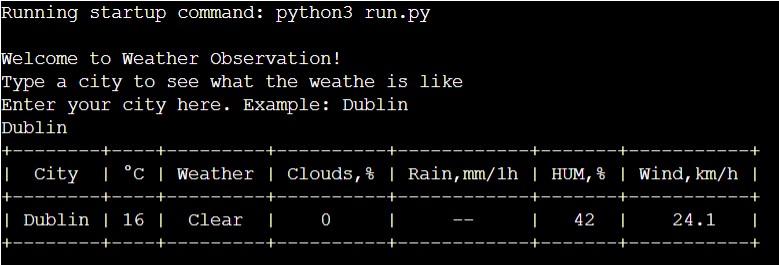 Running startup command: python3 run.py
Welcome to Weather Observation!
Type a city to see what the weathe is like
Enter your city here. Example: Dublin
Dublin
+--------+----+---------+----------+------------+-------+-----------+
|  City  | °C | Weather | Clouds,% | Rain,mm/1h | HUM,% | Wind,km/h |
+--------+----+---------+----------+------------+-------+-----------+
| Dublin | 16 |  Clear  |    0     |     --     |  42   |   24.1    |
+--------+----+---------+----------+------------+-------+-----------+